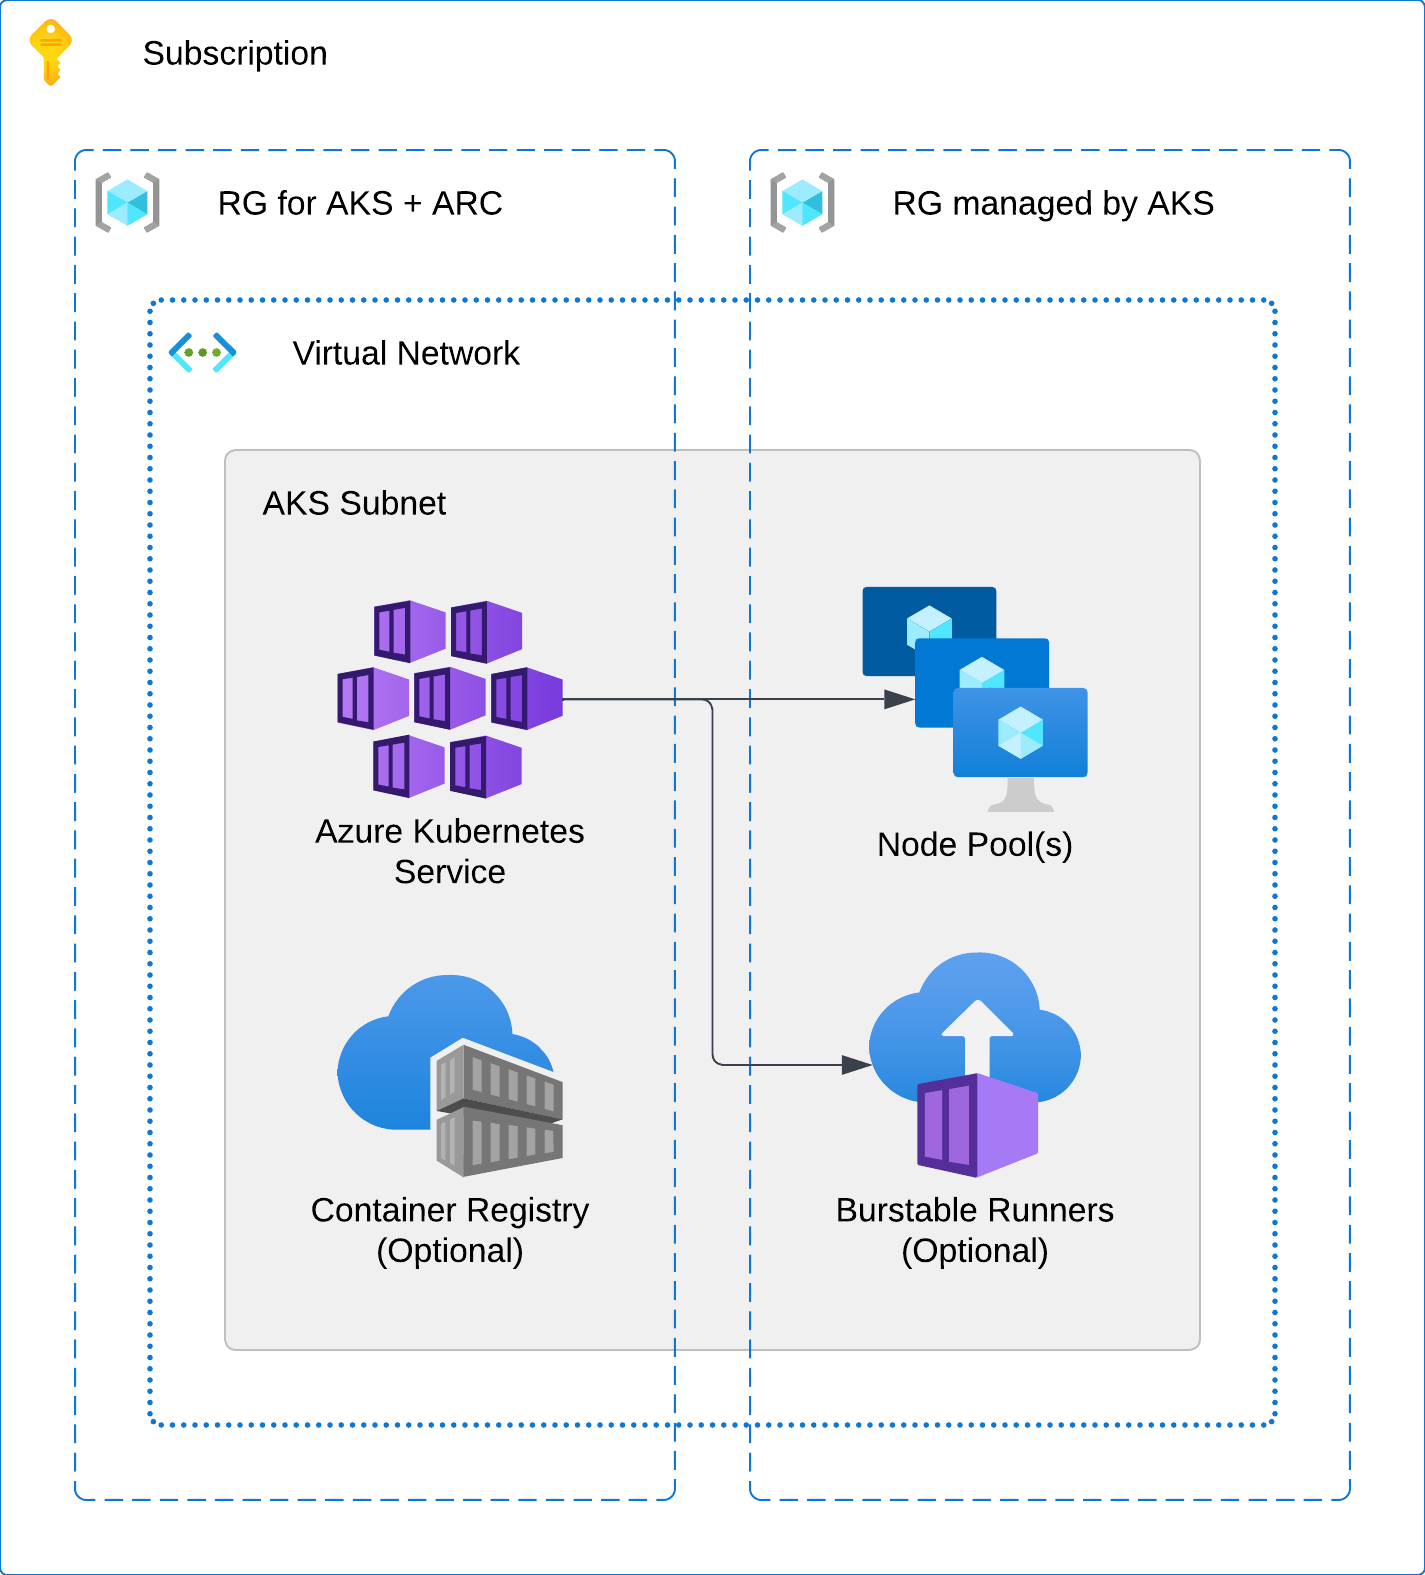 Subscription
RG for AKS + ARC
RG managed by AKS
Virtual Network
AKS Subnet
Azure Kubernetes
Service
Node Pool(s)
Container Registry
(Optional)
Burstable Runners
(Optional)